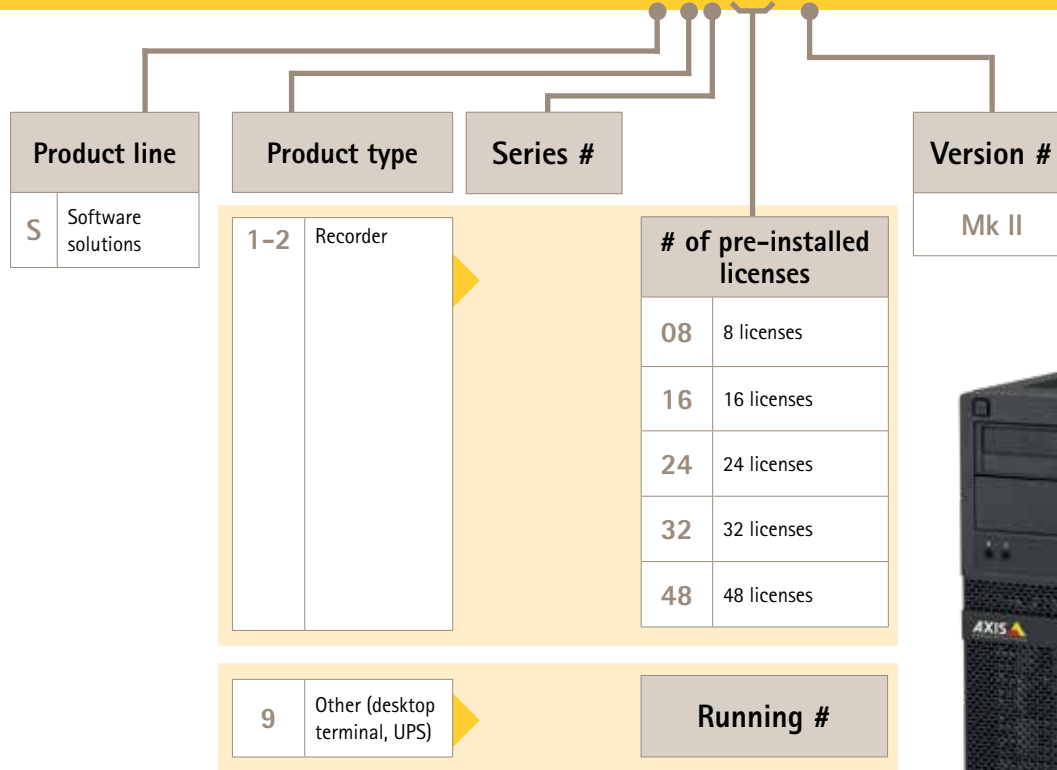 Product line
Product type
Series #
Version #
S
Software
solutions
Mk II
1-2
Recorder
# of pre-installed
licenses
08
8 licenses
16
16 licenses
24
24 licenses
32
32 licenses
48
48 licenses
AXIS
9
Other (desktop
terminal, UPS)
Running #